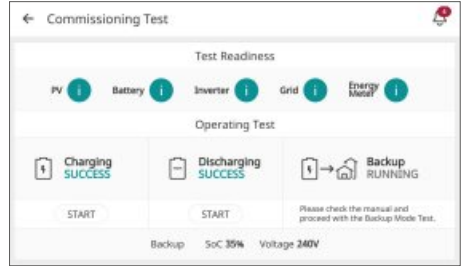 Commissioning Test
Test Readiness
PV i Battery i Inverter i Grid i Energy Meter i
Operating Test
Charging SUCCESS
Discharging SUCCESS
Backup RUNNING
START
START
Please check the manual and
proceed with the Backup Mode Test.
Backup SoC 35% Voltage 240V